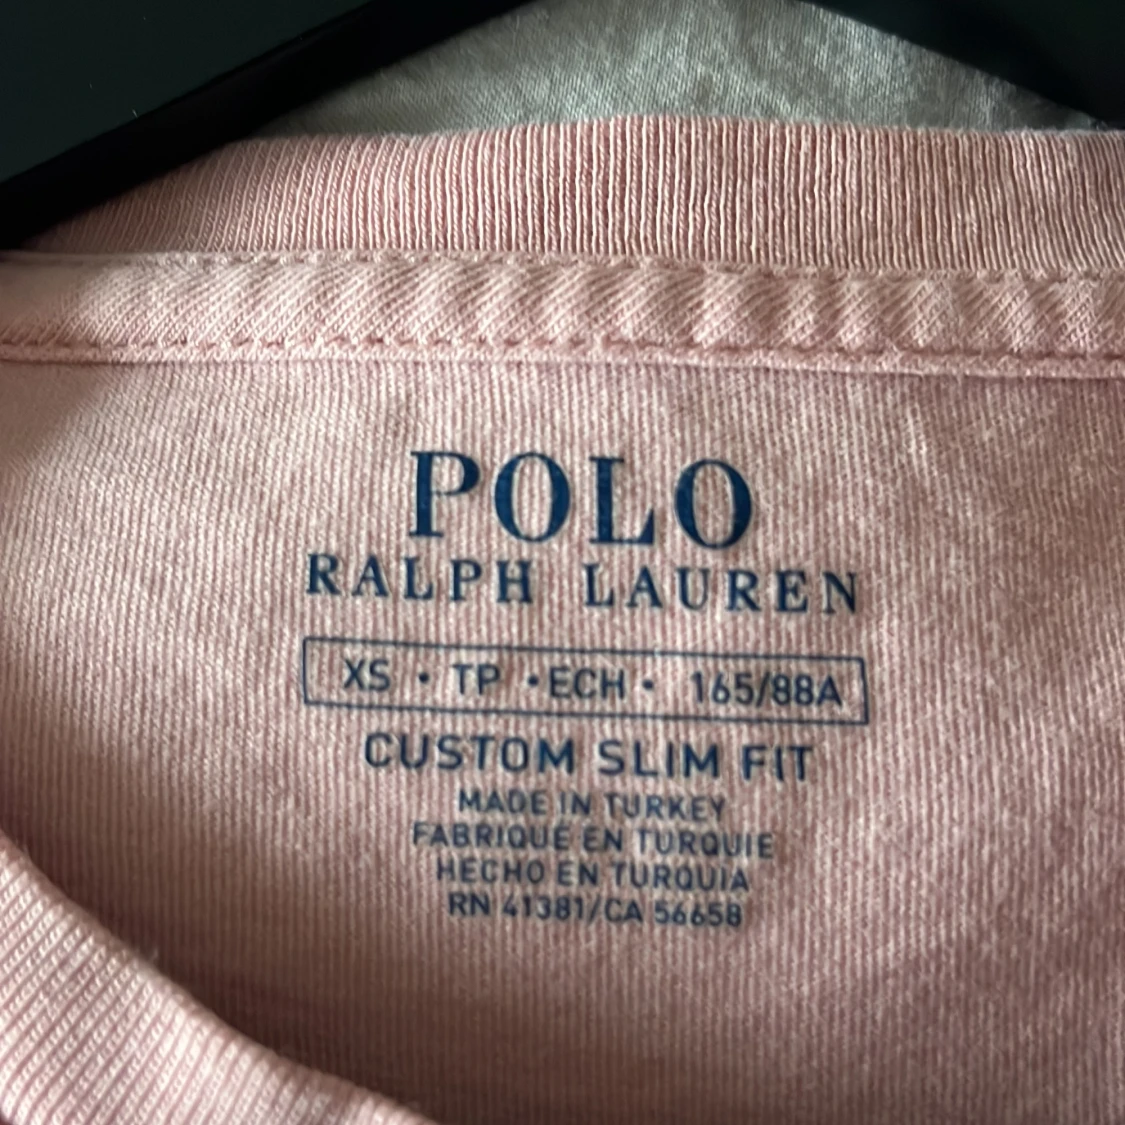 POLO
RALPH LAUREN
XS • TP • ECH • 165/88A
CUSTOM SLIM FIT
MADE IN TURKEY
FABRIQUÉ EN TURQUIE
HECHO EN TURQUIA
RN 41381/CA 56658